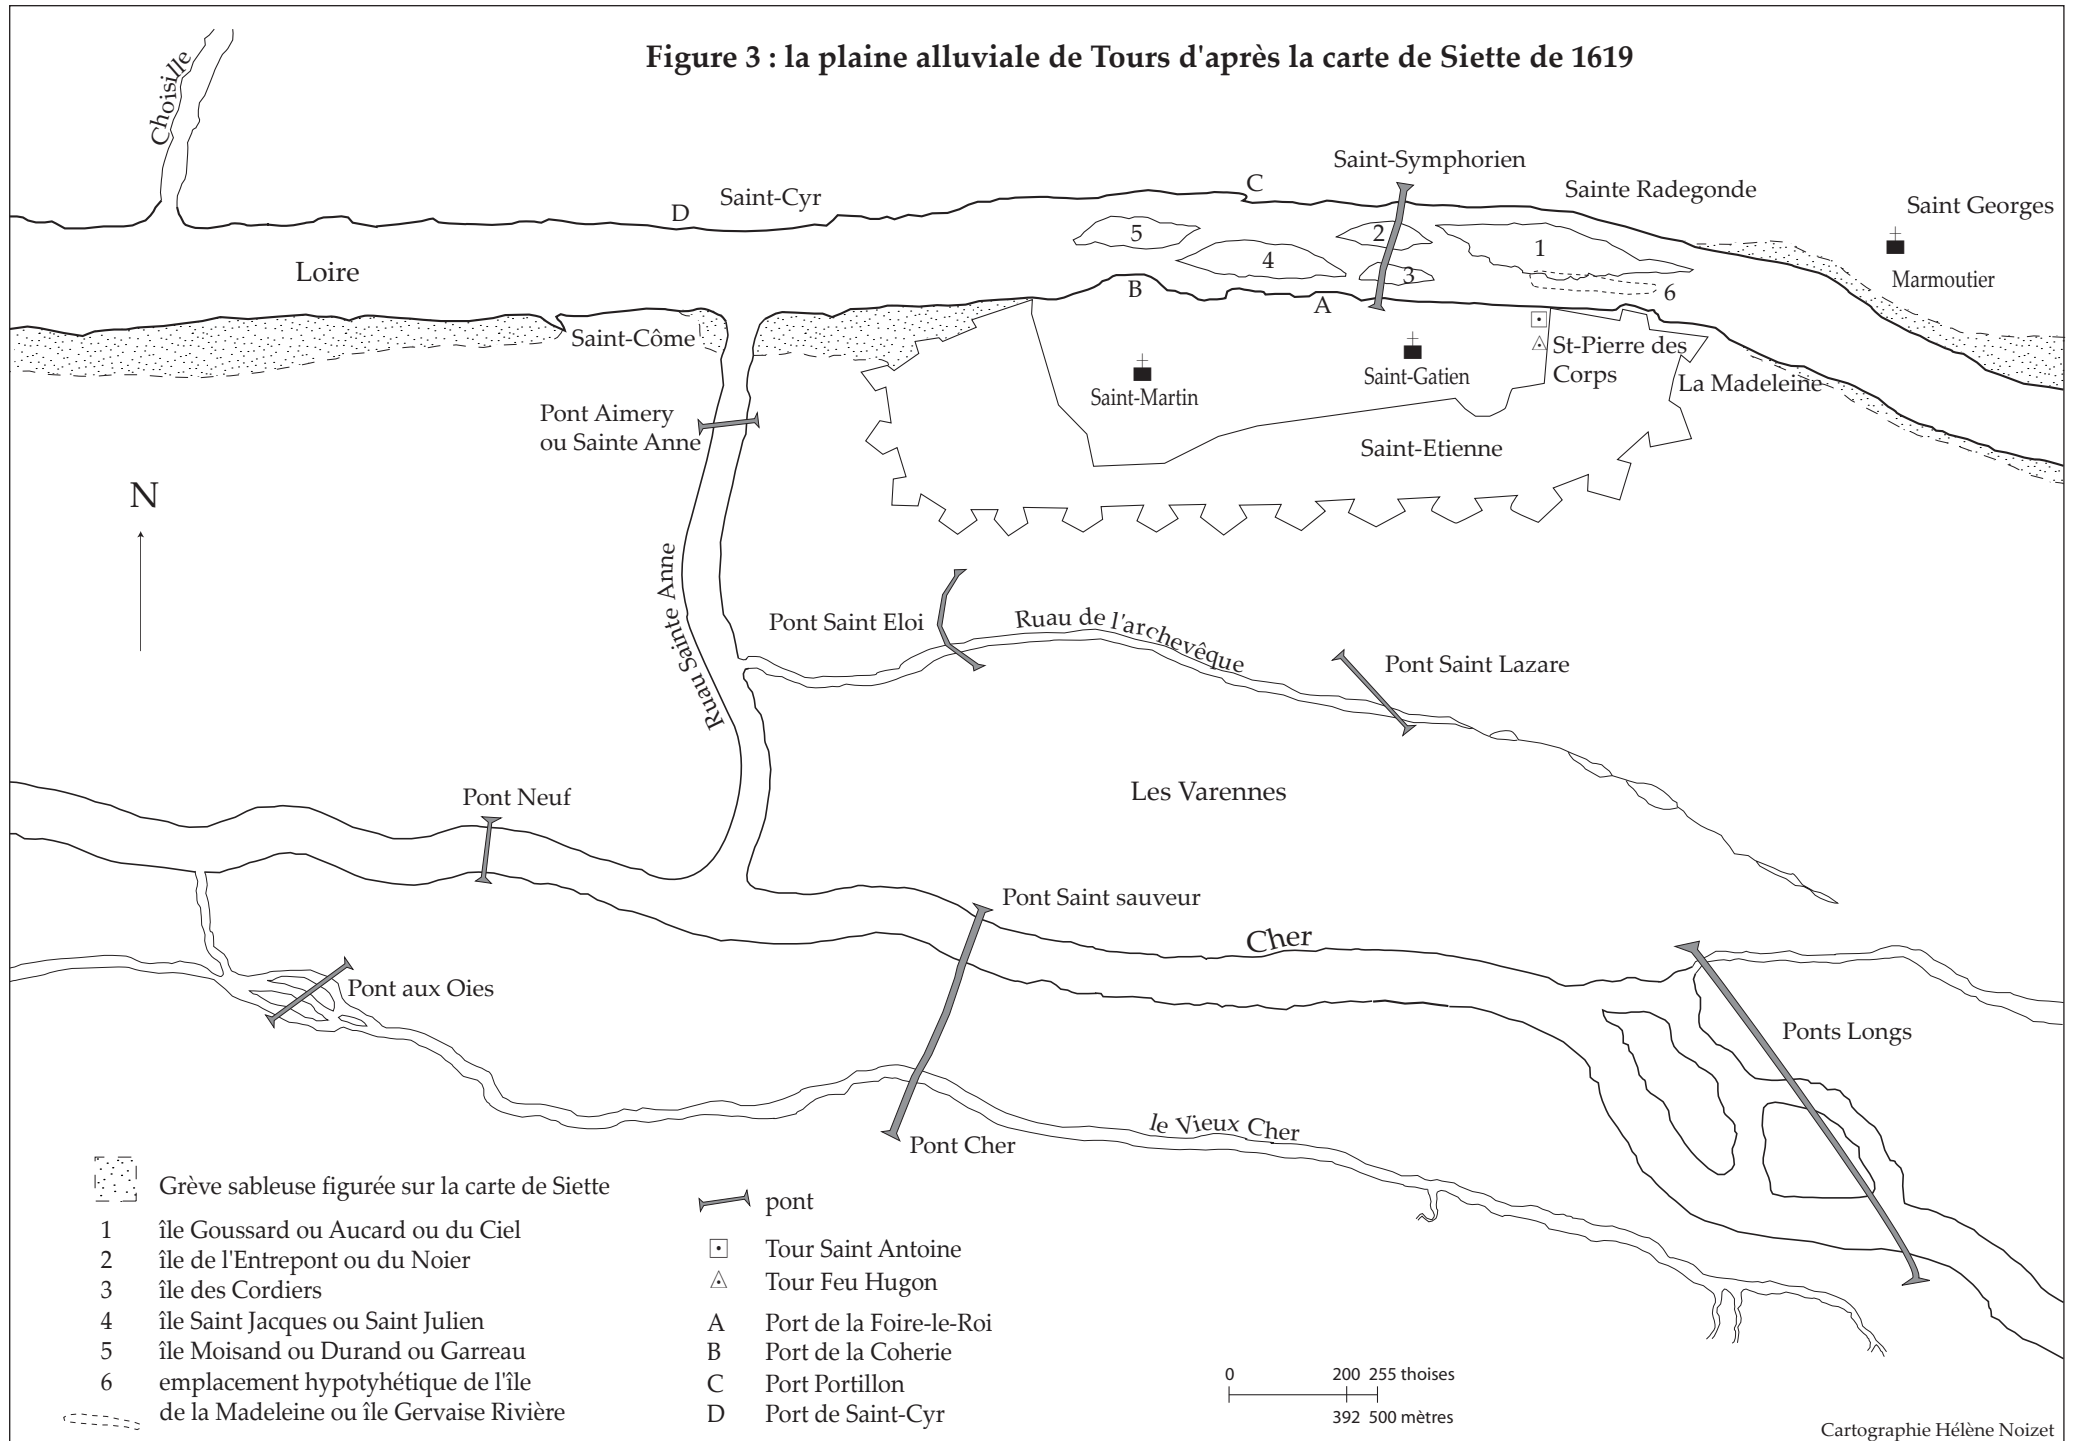 Figure 3 : la plaine alluviale de Tours d'après la carte de Siette de 1619
Choisille
Saint-Symphorien
Sainte Radegonde
Saint-Cyr
C
D
Saint Georges
5
2
1
4
3
Loire
Marmoutier
B
A
6
Saint-Côme
St-Pierre des
Corps
Saint-Gatien
La Madeleine
Saint-Martin
Pont Aimery
ou Sainte Anne
Saint-Etienne
N
Ruau Sainte Anne
Pont Saint Eloi
Ruau de l'archevêque
Pont Saint Lazare
Les Varennes
Pont Neuf
Pont Saint sauveur
Cher
Pont aux Oies
Ponts Longs
le Vieux Cher
Pont Cher
Grève sableuse figurée sur la carte de Siette
1 île Goussard ou Aucard ou du Ciel
2 île de l'Entrepont ou du Noier
3 île des Cordiers
4 île Saint Jacques ou Saint Julien
5 île Moisand ou Durand ou Garreau
6 emplacement hypotyhétique de l'île
de la Madeleine ou île Gervaise Rivière
pont
Tour Saint Antoine
Tour Feu Hugon
A Port de la Foire-le-Roi
B Port de la Coherie
C Port Portillon
D Port de Saint-Cyr
0 200 255 thoises
392 500 mètres
Cartographie Hélène Noizet